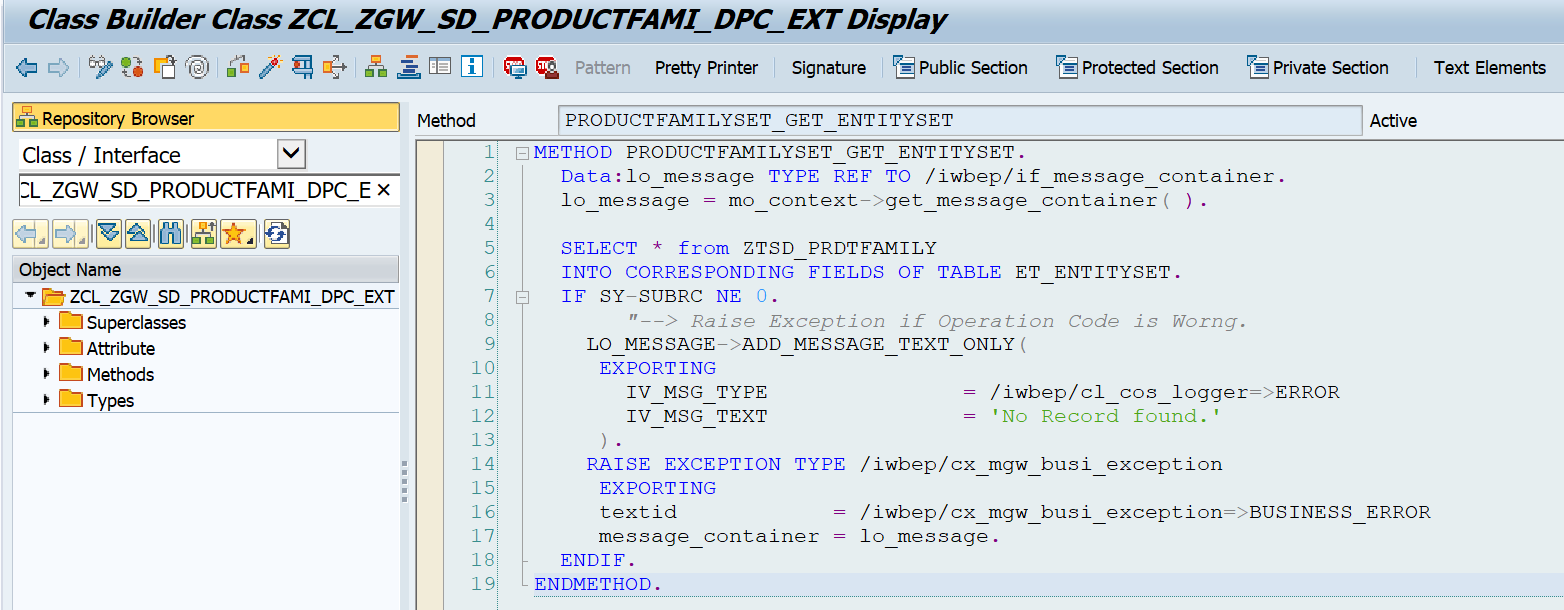 Class Builder Class ZCL_ZGW_SD_PRODUCTFAMI_DPC_EXT Display
Pattern Pretty Printer Signature Public Section Protected Section Private Section Text Elements
Repository Browser
Class / Interface
CL_ZGW_SD_PRODUCTFAMI_DPC_E
Object Name
ZCL_ZGW_SD_PRODUCTFAMI_DPC_EXT
Superclasses
Attribute
Methods
Types
Method PRODUCTFAMILYSET_GET_ENTITYSET Active
1 METHOD PRODUCTFAMILYSET_GET_ENTITYSET.
2 Data:lo_message TYPE REF TO /iwbep/if_message_container.
3 lo_message = mo_context->get_message_container( ).
4
5 SELECT * from ZTSD_PRDTFAMILY
6 INTO CORRESPONDING FIELDS OF TABLE ET_ENTITYSET.
7 IF SY-SUBRC NE 0.
8 "--> Raise Exception if Operation Code is Worng.
9 LO_MESSAGE->ADD_MESSAGE_TEXT_ONLY(
10 EXPORTING
11 IV_MSG_TYPE = /iwbep/cl_cos_logger=>ERROR
12 IV_MSG_TEXT = 'No Record found.'
13 ).
14 RAISE EXCEPTION TYPE /iwbep/cx_mgw_busi_exception
15 EXPORTING
16 textid = /iwbep/cx_mgw_busi_exception=>BUSINESS_ERROR
17 message_container = lo_message.
18 ENDIF.
19 ENDMETHOD.